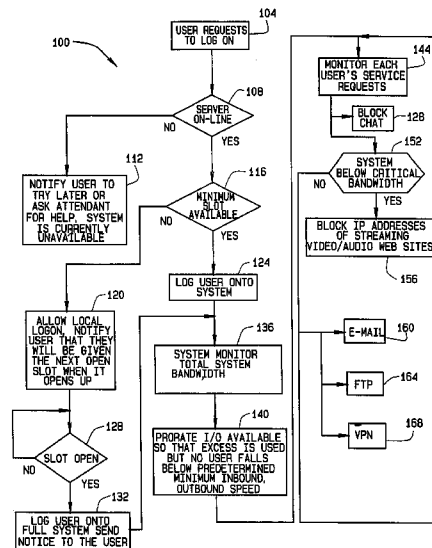 100
USER REQUESTS
TO LOG ON
104
SERVER
ON-LINE
108
NO
YES
112
NOTIFY USER TO
TRY LATER OR
ASK ATTENDANT
FOR HELP, SYSTEM
IS CURRENTLY
UNAVAILABLE
116
MINIMUM
SLOT
AVAILABLE
NO
YES
124
LOG USER ONTO
SYSTEM
120
ALLOW LOCAL
LOGON, NOTIFY
USER THAT THEY
WILL BE GIVEN
THE NEXT OPEN
SLOT WHEN IT
OPENS UP
128
SLOT OPEN
NO
YES
132
LOG USER ONTO
FULL SYSTEM SEND
NOTICE TO THE USER
136
SYSTEM MONITOR
TOTAL SYSTEM
BANDWIDTH
140
PRORATE I/O AVAILABLE
SO THAT EXCESS IS USED
BUT NO USER FALLS
BELOW PREDETERMINED
MINIMUM INBOUND,
OUTBOUND SPEED
144
MONITOR EACH
USER'S SERVICE
REQUESTS
BLOCK
CHAT
128
152
SYSTEM
BELOW CRITICAL
BANDWIDTH
NO
YES
BLOCK IP ADDRESSES
OF STREAMING
VIDEO/AUDIO WEB SITES
156
E-MAIL
160
FTP
164
VPN
168